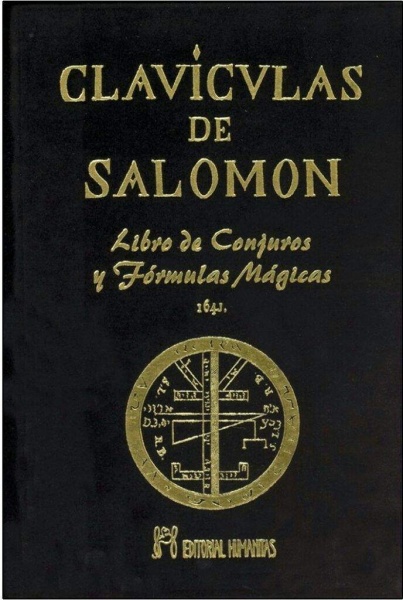 CLAVICVLAS
DE
SALOMON
Libro de Conjuros
y Fórmulas Mágicas
1641.
EDITORIAL HUMANITAS